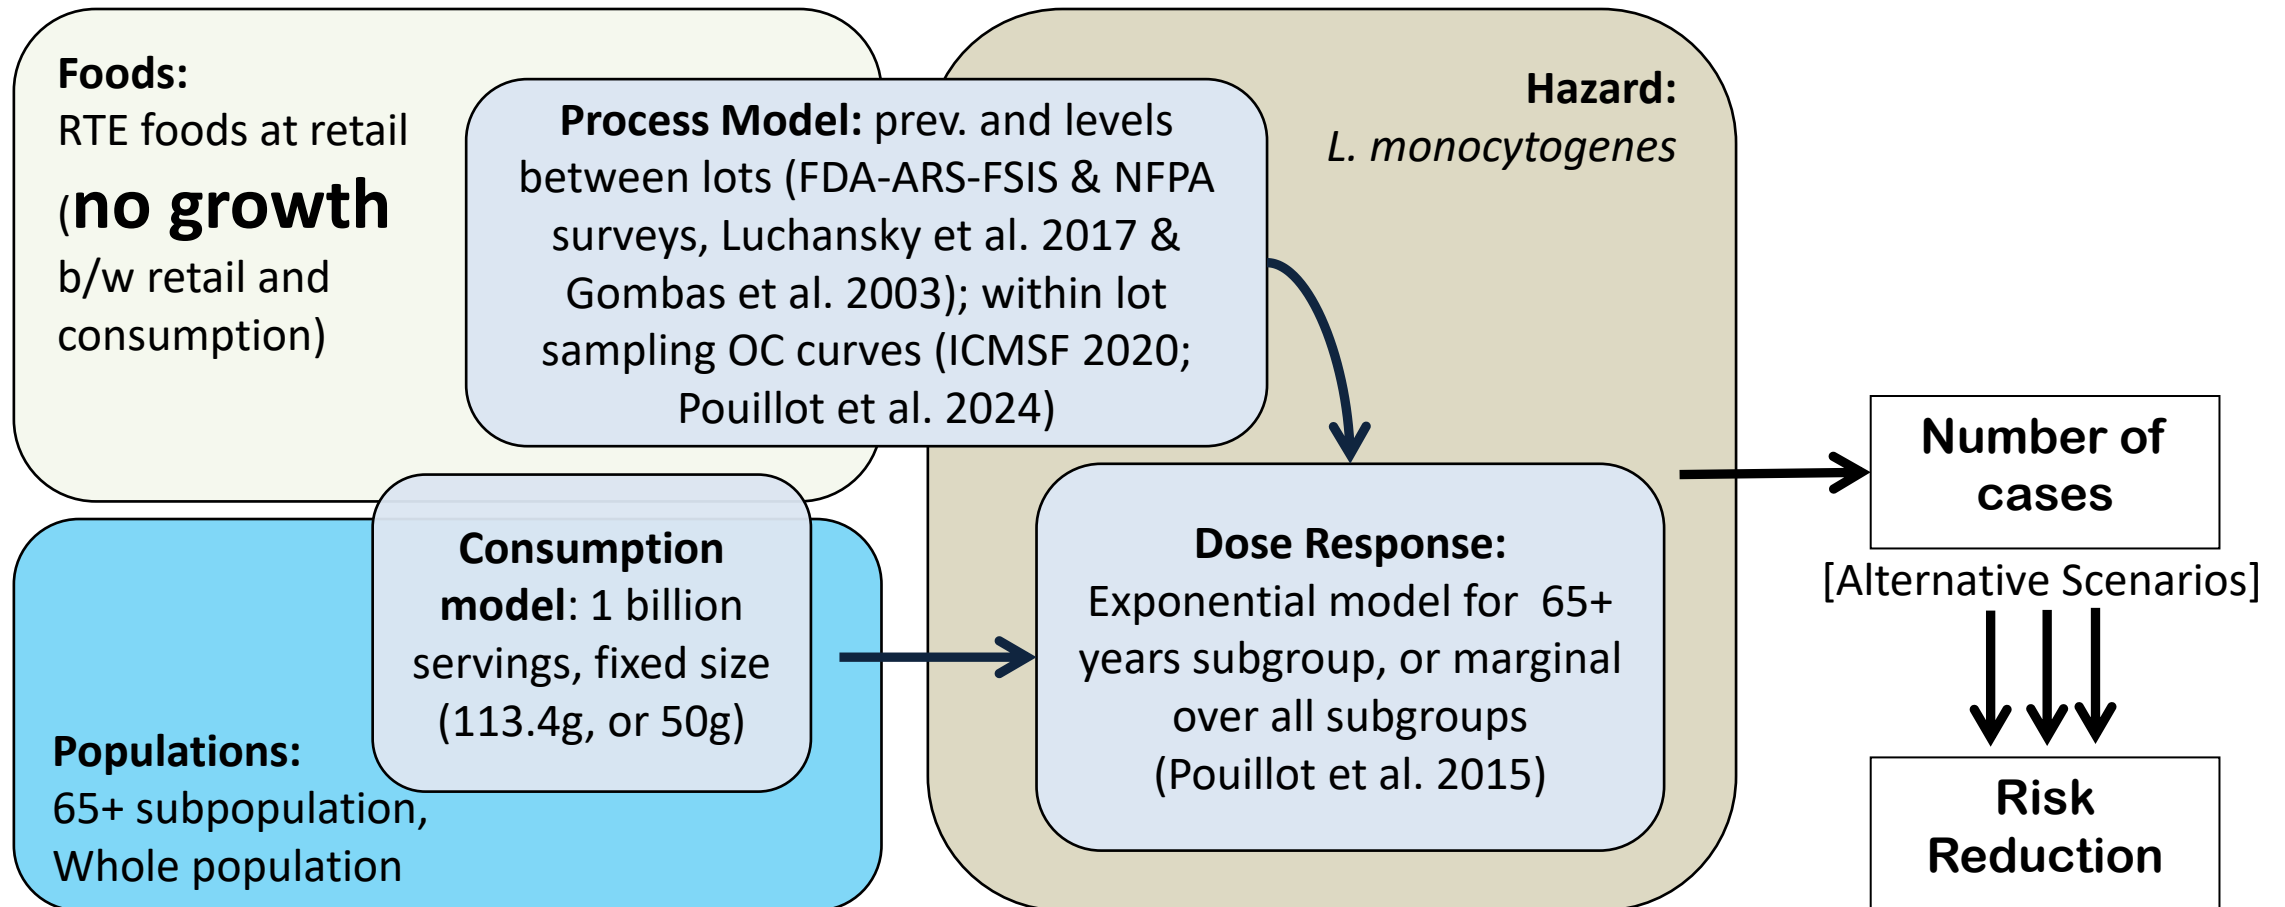 Foods:
RTE foods at retail
(no growth
b/w retail and
consumption)
Process Model: prev. and levels
between lots (FDA-ARS-FSIS & NFPA
surveys, Luchansky et al. 2017 &
Gombas et al. 2003); within lot
sampling OC curves (ICMSF 2020;
Pouillot et al. 2024)
Hazard:
L. monocytogenes
Consumption
model: 1 billion
servings, fixed size
(113.4g, or 50g)
Populations:
65+ subpopulation,
Whole population
Dose Response:
Exponential model for 65+
years subgroup, or marginal
over all subgroups
(Pouillot et al. 2015)
Number of
cases
[Alternative Scenarios]
Risk
Reduction